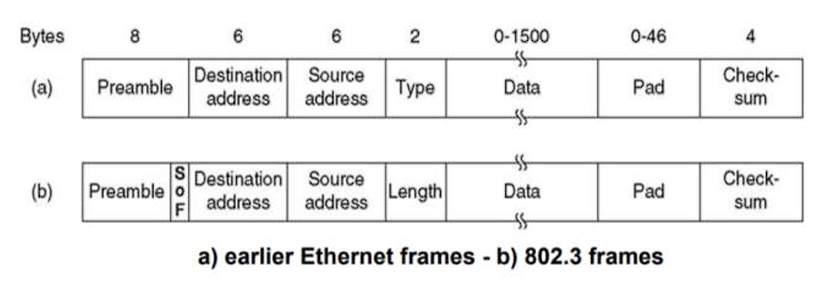 Bytes 8 6 6 2 0-1500 0-46 4
(a) Preamble Destination address Source address Type Data Pad Check-sum
(b) Preamble SoF Destination address Source address Length Data Pad Check-sum
a) earlier Ethernet frames - b) 802.3 frames